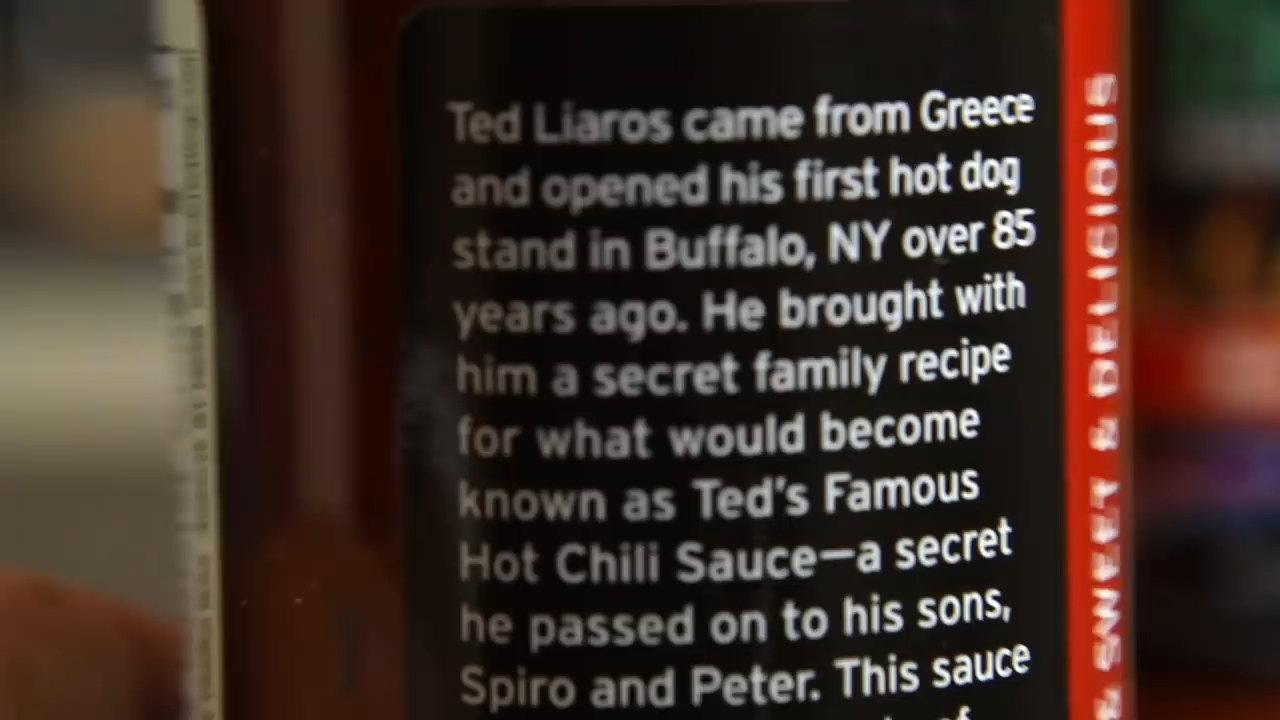 Ted Liaros came from Greece
and opened his first hot dog
stand in Buffalo, NY over 85
years ago. He brought with
him a secret family recipe
for what would become
known as Ted's Famous
Hot Chili Sauce—a secret
he passed on to his sons,
Spiro and Peter. This sauce
of
& SWEET & DELICIOUS